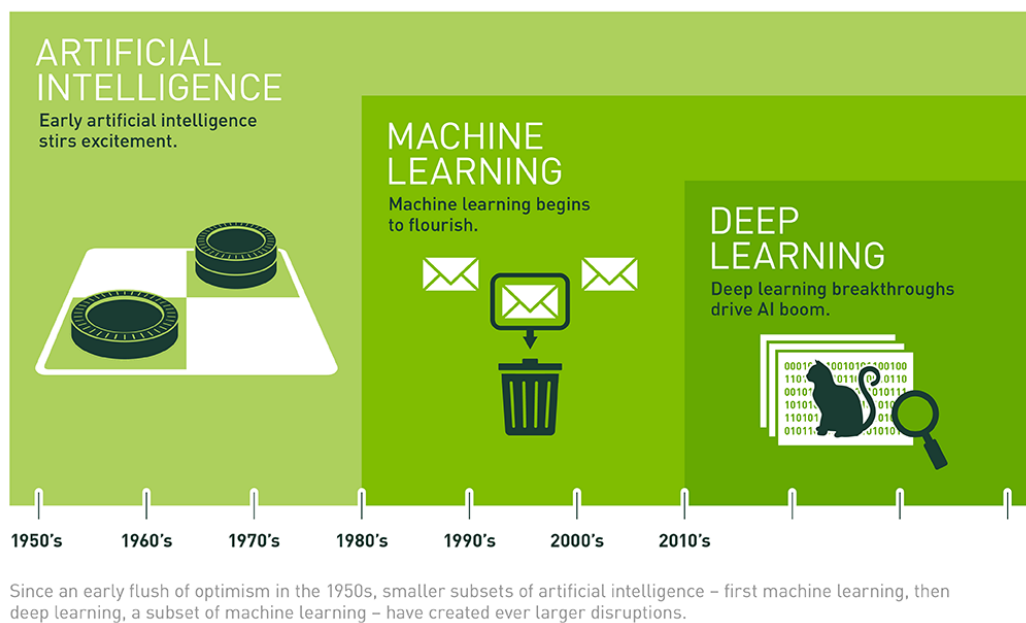 ARTIFICIAL
INTELLIGENCE
Early artificial intelligence
stirs excitement.
MACHINE
LEARNING
Machine learning begins
to flourish.
DEEP
LEARNING
Deep learning breakthroughs
drive AI boom.
1950's
1960's
1970's
1980's
1990's
2000's
2010's
Since an early flush of optimism in the 1950s, smaller subsets of artificial intelligence – first machine learning, then
deep learning, a subset of machine learning – have created ever larger disruptions.